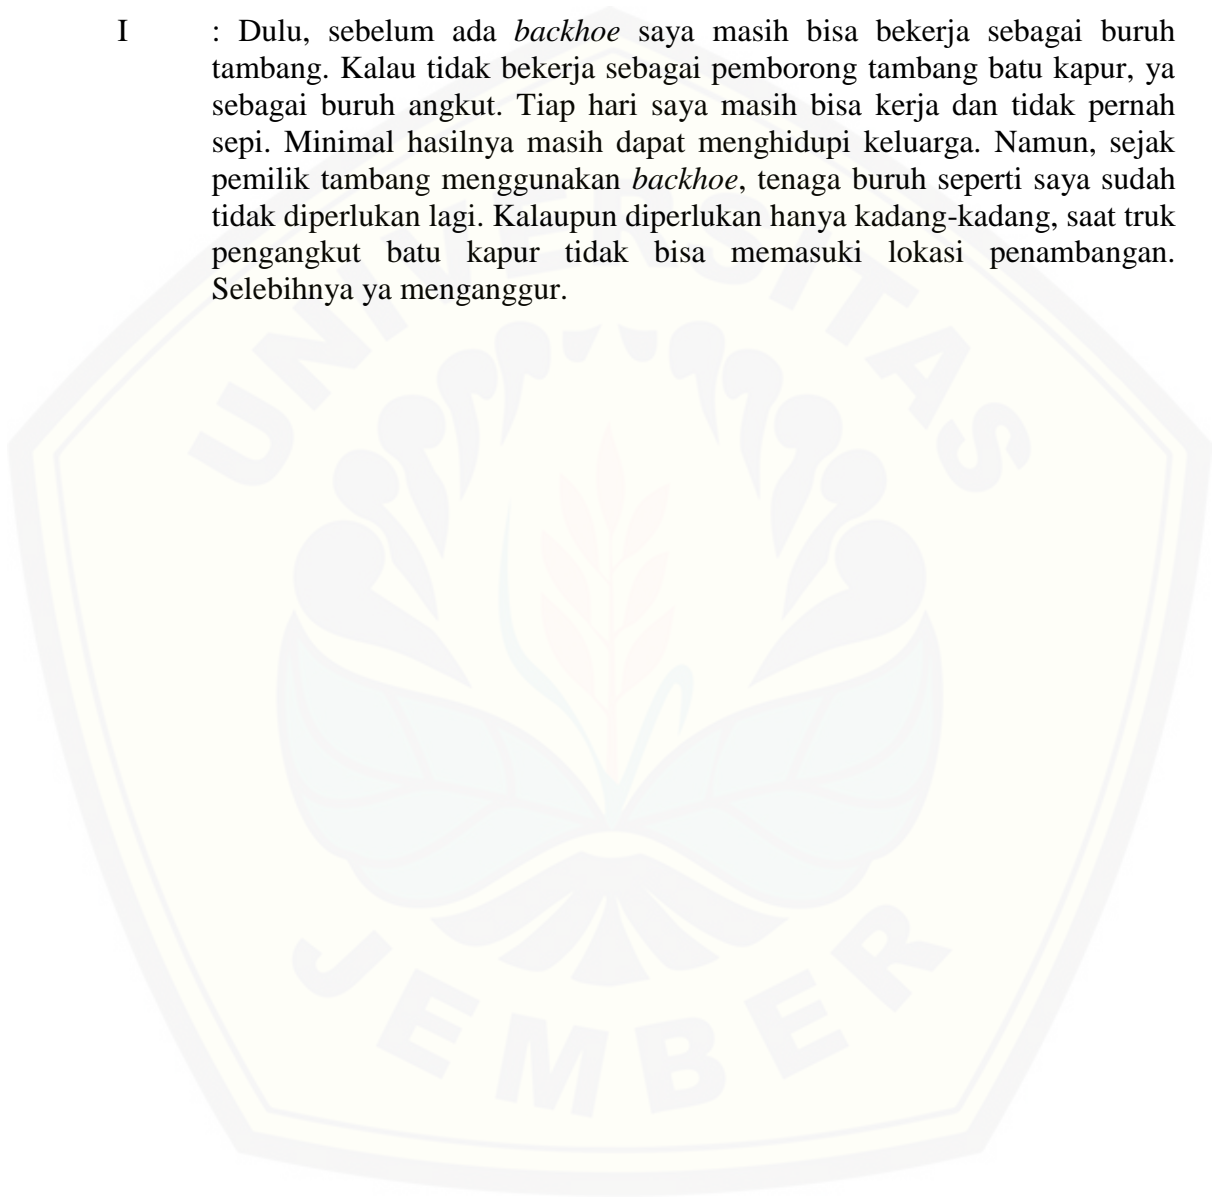 I : Dulu, sebelum ada backhoe saya masih bisa bekerja sebagai buruh
tambang. Kalau tidak bekerja sebagai pemborong tambang batu kapur, ya
sebagai buruh angkut. Tiap hari saya masih bisa kerja dan tidak pernah
sepi. Minimal hasilnya masih dapat menghidupi keluarga. Namun, sejak
pemilik tambang menggunakan backhoe, tenaga buruh seperti saya sudah
tidak diperlukan lagi. Kalaupun diperlukan hanya kadang-kadang, saat truk
pengangkut batu kapur tidak bisa memasuki lokasi penambangan.
Selebihnya ya menganggur.
UNIVERSITAS
JEMBER